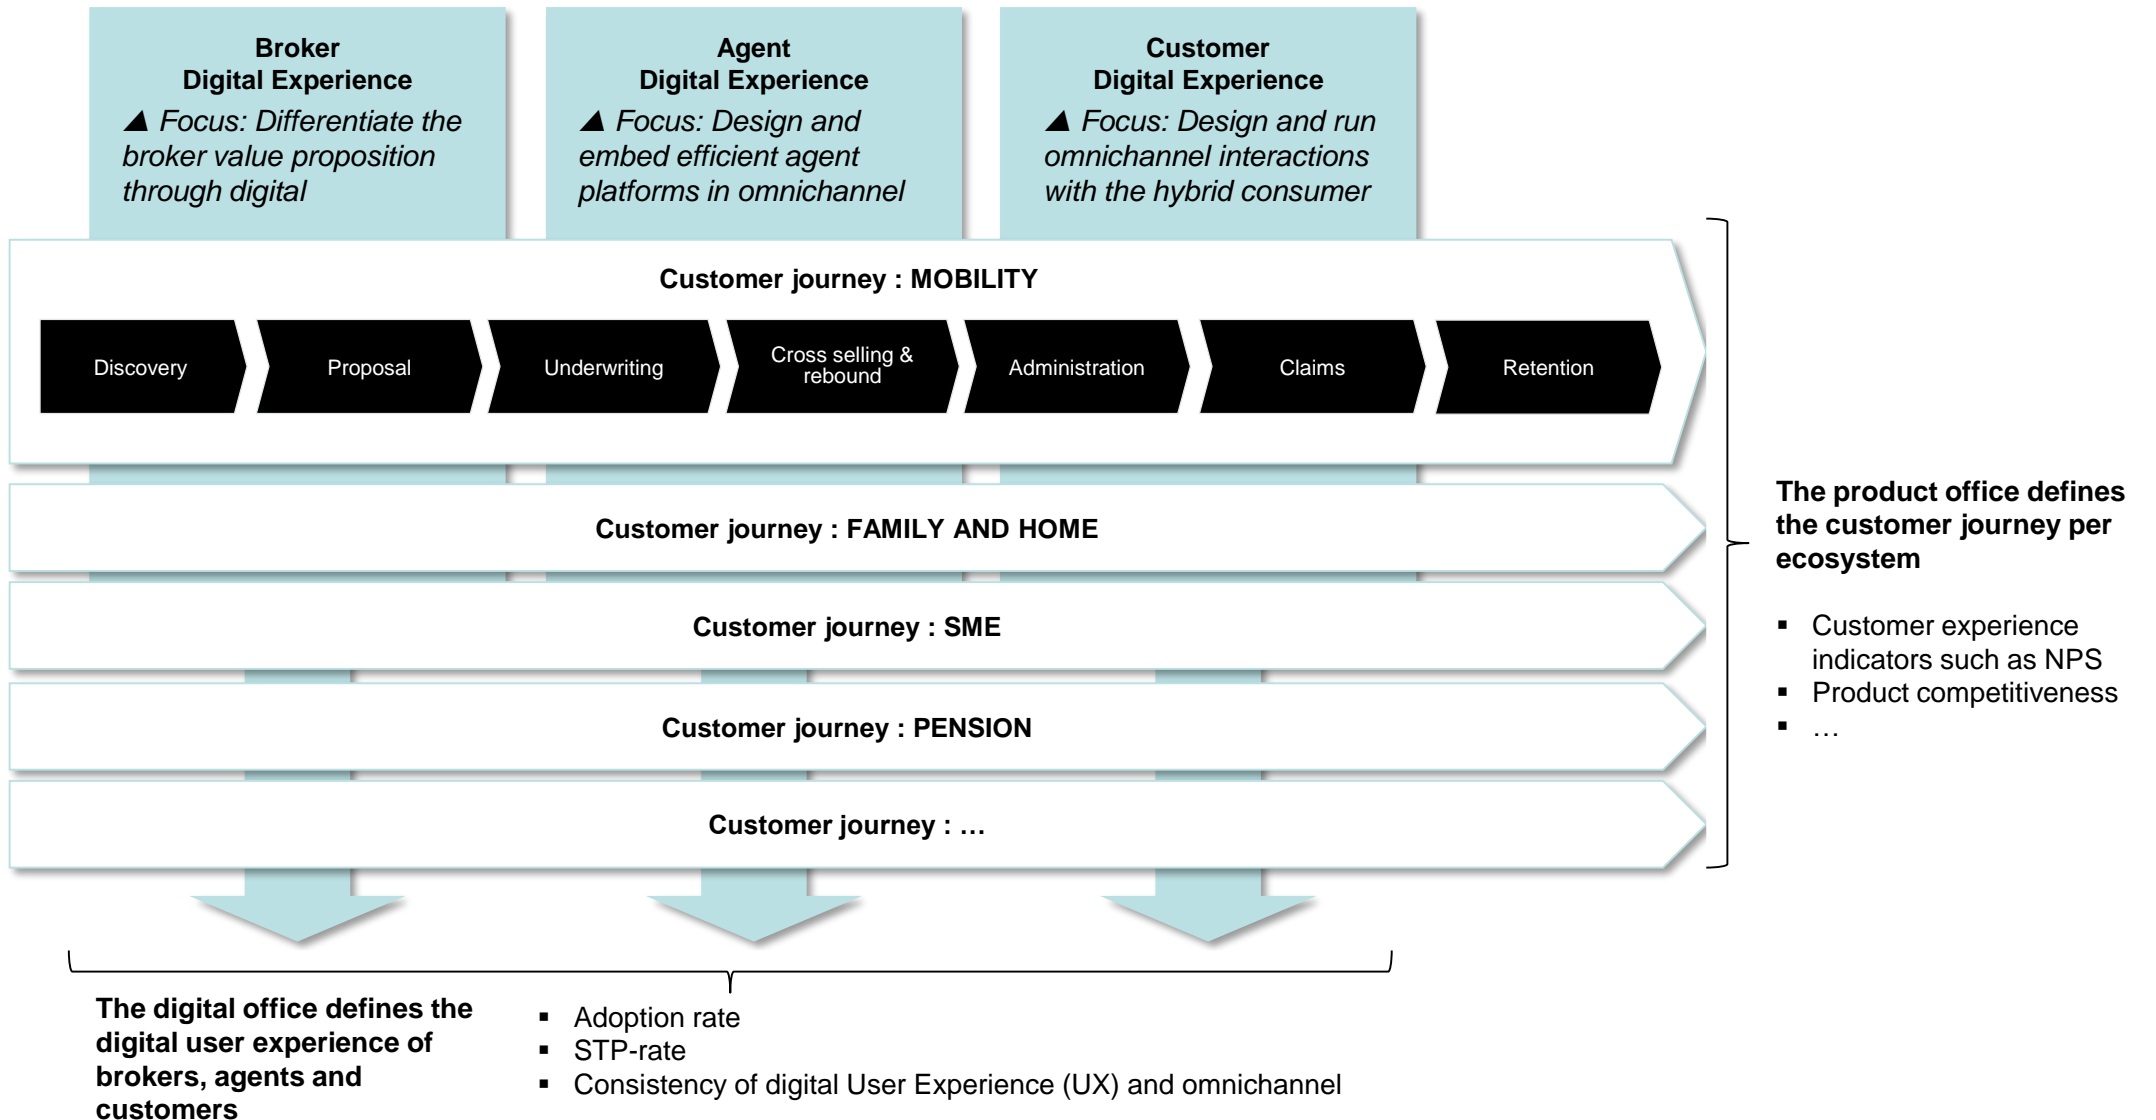 Broker
Digital Experience
▲ Focus: Differentiate the
broker value proposition
through digital
Agent
Digital Experience
▲ Focus: Design and
embed efficient agent
platforms in omnichannel
Customer
Digital Experience
▲ Focus: Design and run
omnichannel interactions
with the hybrid consumer
Customer journey : MOBILITY
Discovery
Proposal
Underwriting
Cross selling &
rebound
Administration
Claims
Retention
Customer journey : FAMILY AND HOME
Customer journey : SME
Customer journey : PENSION
Customer journey : …
The product office defines
the customer journey per
ecosystem
▪ Customer experience
indicators such as NPS
▪ Product competitiveness
▪ …
The digital office defines the
digital user experience of
brokers, agents and
customers
▪ Adoption rate
▪ STP-rate
▪ Consistency of digital User Experience (UX) and omnichannel